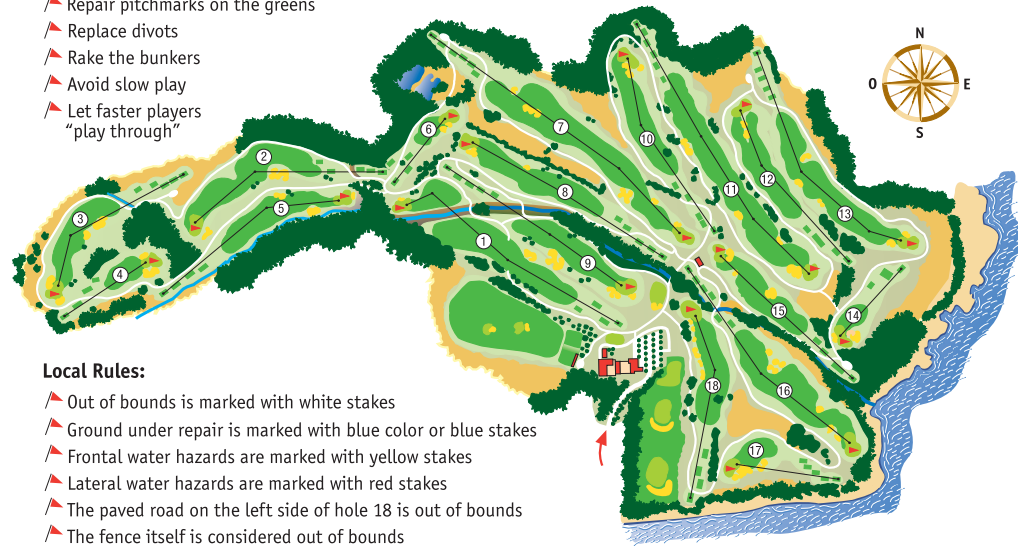 Repair pitchmarks on the greens
Replace divots
Rake the bunkers
Avoid slow play
Let faster players
“play through”
N
O
E
S
1
2
3
4
5
6
7
8
9
10
11
12
13
14
15
16
17
18
Local Rules:
Out of bounds is marked with white stakes
Ground under repair is marked with blue color or blue stakes
Frontal water hazards are marked with yellow stakes
Lateral water hazards are marked with red stakes
The paved road on the left side of hole 18 is out of bounds
The fence itself is considered out of bounds